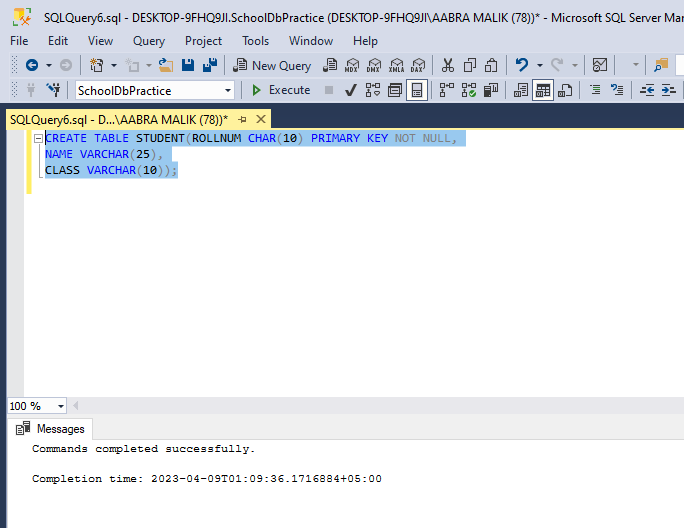 SQLQuery6.sql - DESKTOP-9FHQ9JI.SchoolDbPractice (DESKTOP-9FHQ9JI\AABRA MALIK (78))* - Microsoft SQL Server Mar
File Edit View Query Project Tools Window Help
New Query MDX DMX XMLA DAX
SchoolDbPractice Execute
SQLQuery6.sql - D...\AABRA MALIK (78))*
CREATE TABLE STUDENT(ROLLNUM CHAR(10) PRIMARY KEY NOT NULL,
NAME VARCHAR(25),
CLASS VARCHAR(10));
100 %
Messages
Commands completed successfully.
Completion time: 2023-04-09T01:09:36.1716884+05:00